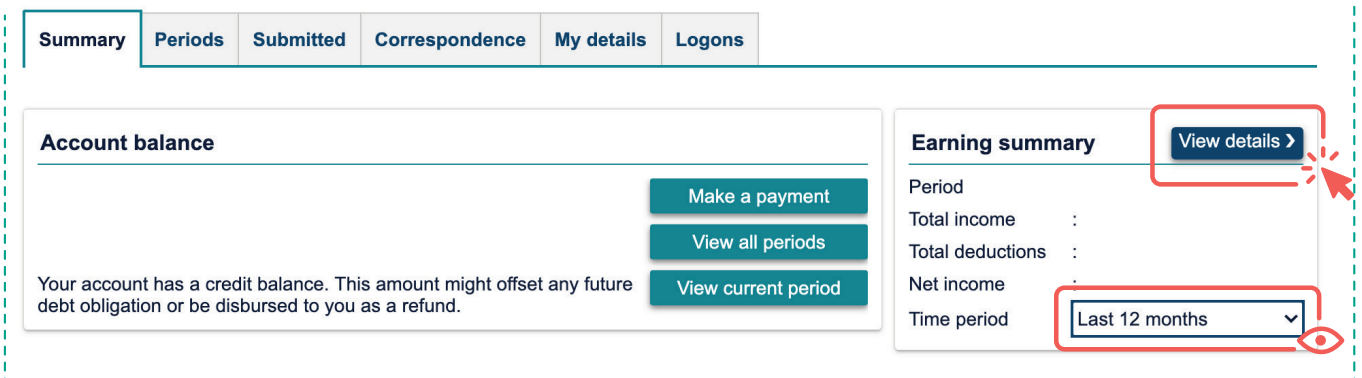 Summary
Periods
Submitted
Correspondence
My details
Logons
Account balance
Make a payment
View all periods
View current period
Your account has a credit balance. This amount might offset any future
debt obligation or be disbursed to you as a refund.
Earning summary
View details ❯
Period
Total income :
Total deductions :
Net income :
Time period
Last 12 months